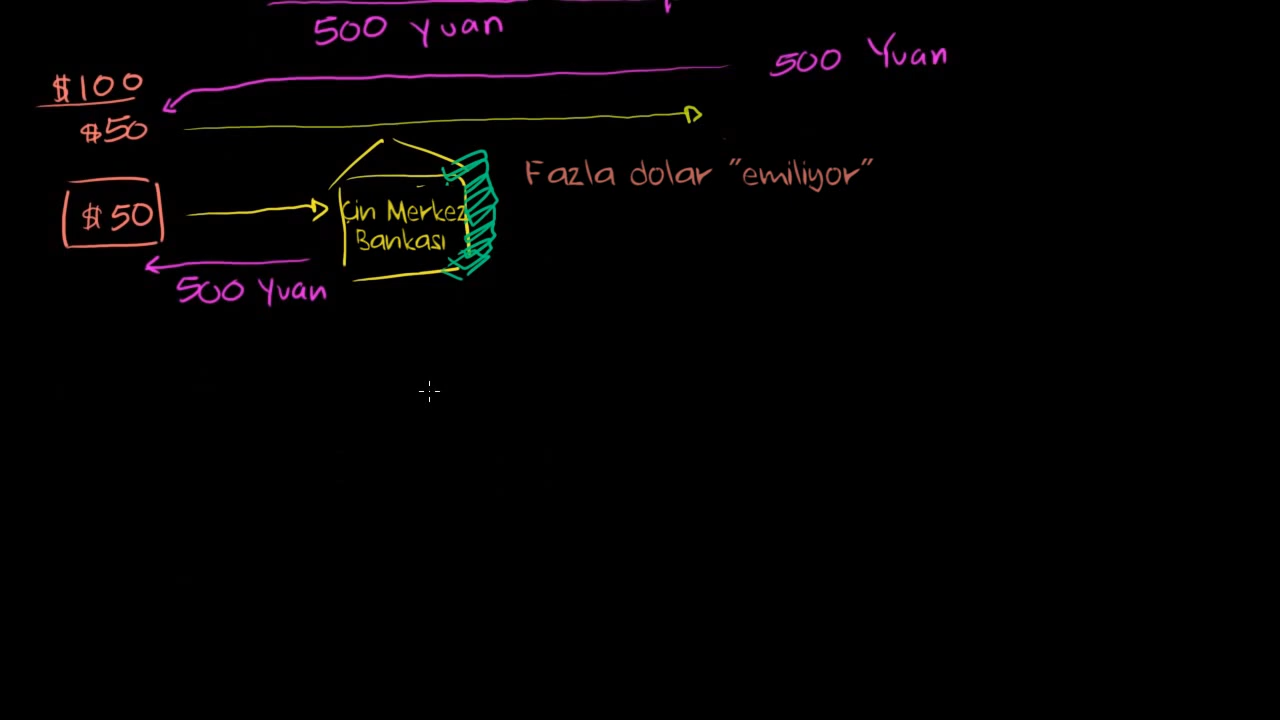 500 Yuan
500 Yuan
$100
$50
Fazla dolar "emiliyor"
$50
Çin Merkez
Bankası
500 Yuan